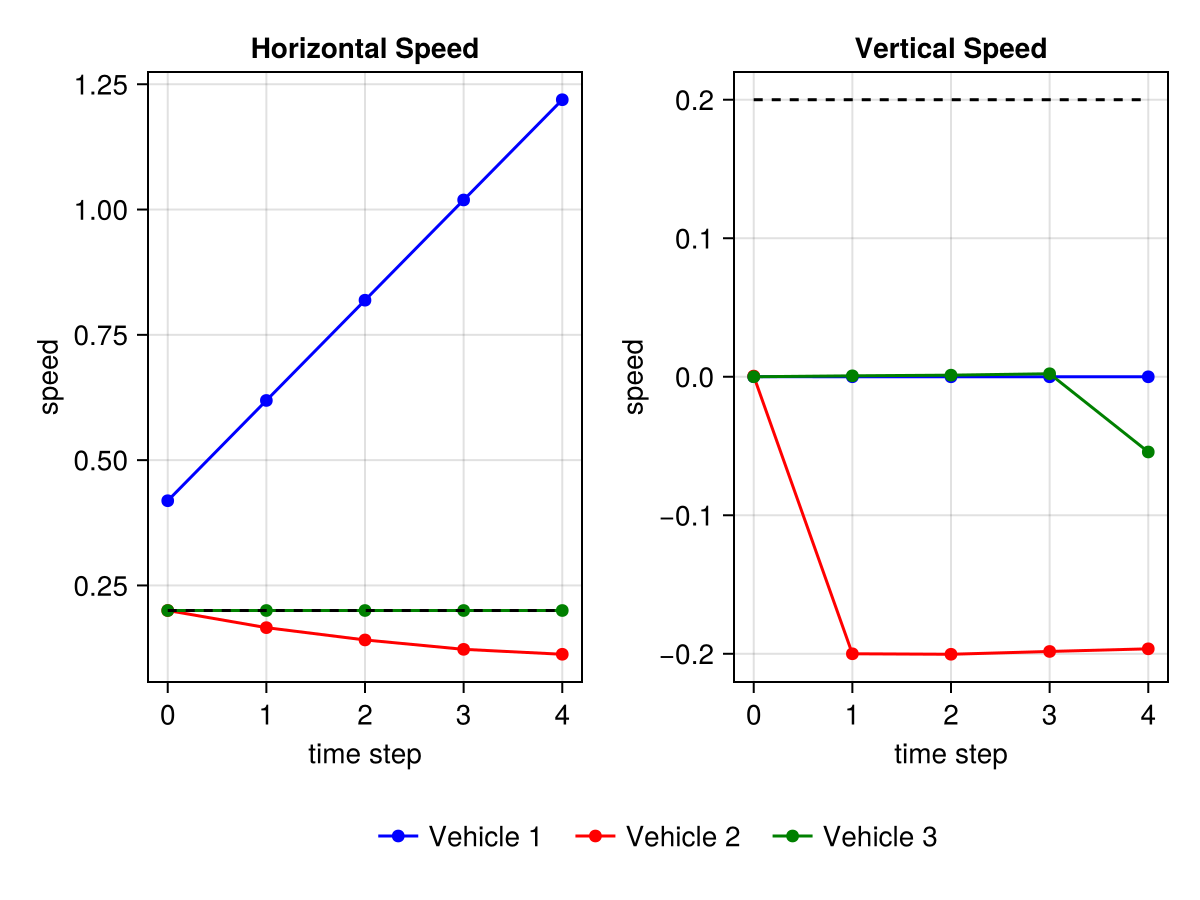 Horizontal Speed
Vertical Speed
1.25
1.00
0.75
0.50
0.25
speed
0 1 2 3 4
time step
0.2
0.1
0.0
−0.1
−0.2
speed
0 1 2 3 4
time step
Vehicle 1 Vehicle 2 Vehicle 3